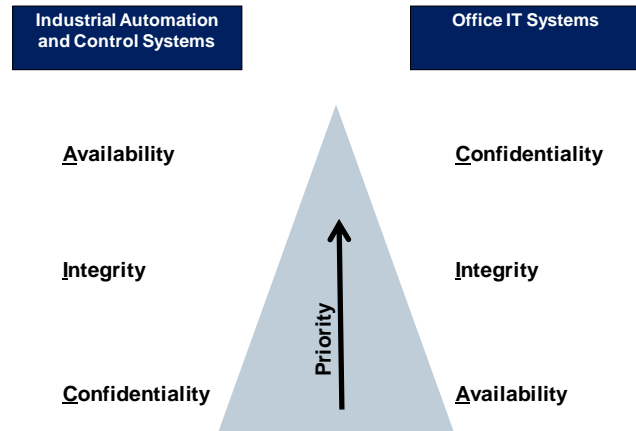 Industrial Automation
and Control Systems
Office IT Systems
Availability
Confidentiality
Integrity
Integrity
Priority
Confidentiality
Availability